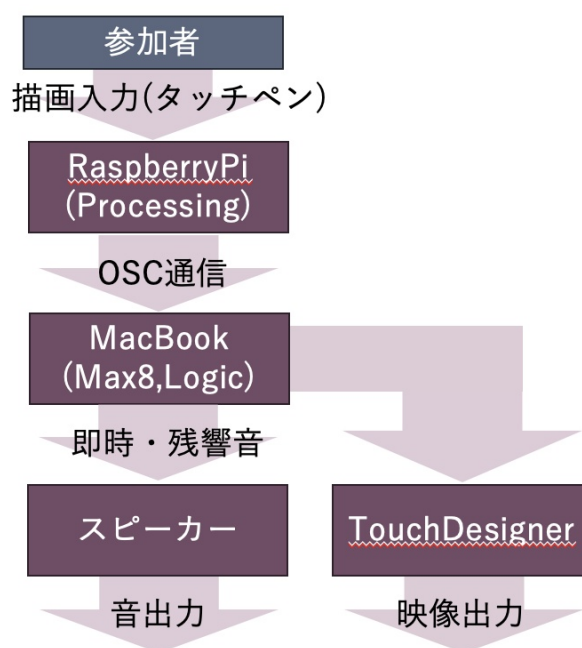 参加者
描画入力(タッチペン)
RaspberryPi
(Processing)
OSC通信
MacBook
(Max8,Logic)
即時・残響音
スピーカー
TouchDesigner
音出力
映像出力